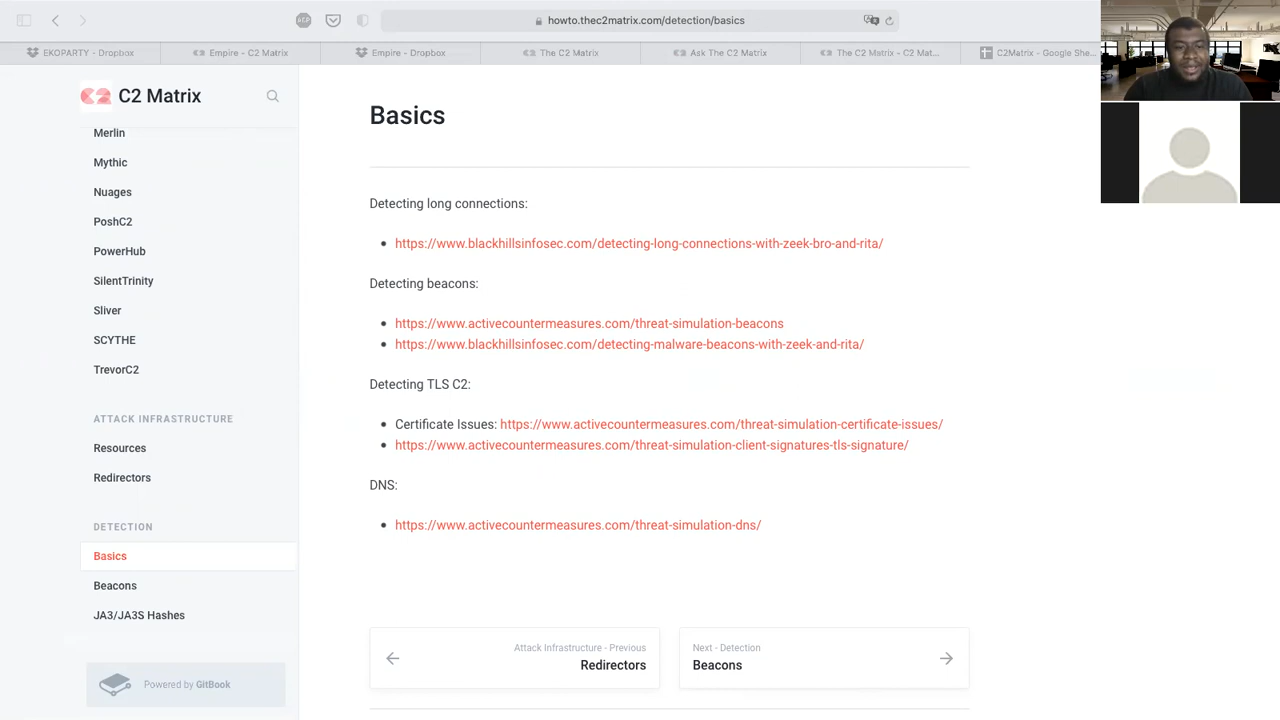 howto.thec2matrix.com/detection/basics
EKOPARTY - Dropbox
Empire - C2 Matrix
Empire - Dropbox
The C2 Matrix
Ask The C2 Matrix
The C2 Matrix - C2 Mat...
C2Matrix - Google She...
C2 Matrix
Merlin
Mythic
Nuages
PoshC2
PowerHub
SilentTrinity
Sliver
SCYTHE
TrevorC2
ATTACK INFRASTRUCTURE
Resources
Redirectors
DETECTION
Basics
Beacons
JA3/JA3S Hashes
Powered by GitBook
Basics
Detecting long connections:
• https://www.blackhillsinfosec.com/detecting-long-connections-with-zeek-bro-and-rita/
Detecting beacons:
• https://www.activecountermeasures.com/threat-simulation-beacons
• https://www.blackhillsinfosec.com/detecting-malware-beacons-with-zeek-and-rita/
Detecting TLS C2:
• Certificate Issues: https://www.activecountermeasures.com/threat-simulation-certificate-issues/
• https://www.activecountermeasures.com/threat-simulation-client-signatures-tls-signature/
DNS:
• https://www.activecountermeasures.com/threat-simulation-dns/
Attack Infrastructure - Previous
Redirectors
Next - Detection
Beacons